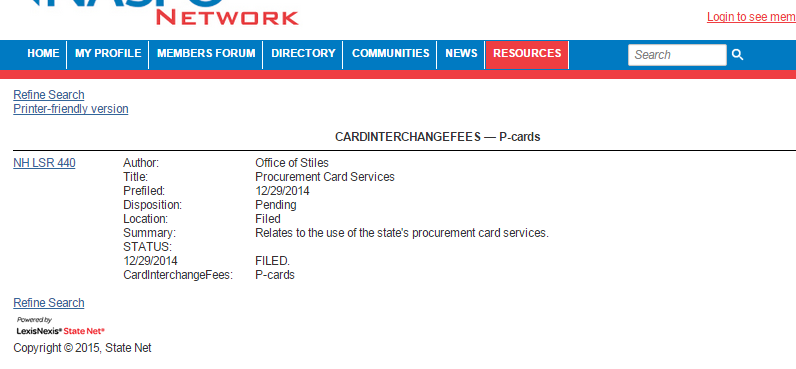 NETWORK
Login to see mem
HOME MY PROFILE MEMBERS FORUM DIRECTORY COMMUNITIES NEWS RESOURCES Search
Refine Search
Printer-friendly version
CARDINTERCHANGEFEES — P-cards
NH LSR 440 Author: Office of Stiles
Title: Procurement Card Services
Prefiled: 12/29/2014
Disposition: Pending
Location: Filed
Summary: Relates to the use of the state's procurement card services.
STATUS:
12/29/2014 FILED.
CardInterchangeFees: P-cards
Refine Search
Powered by
LexisNexis® State Net®
Copyright © 2015, State Net